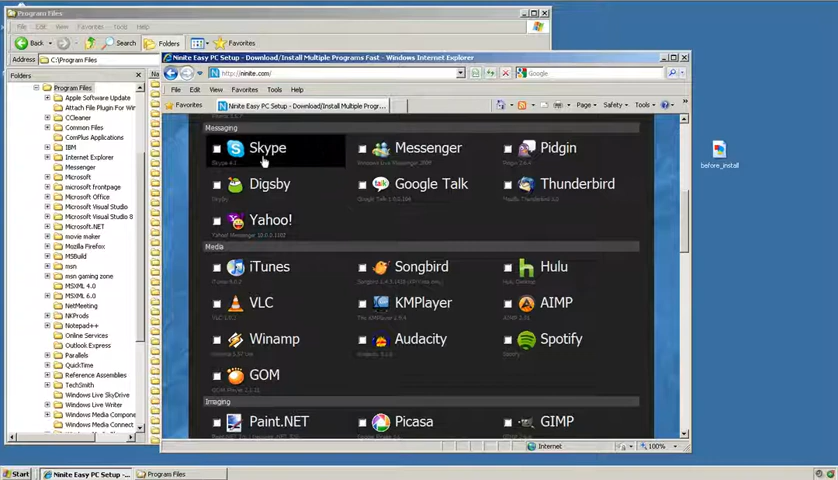 Program Files
File Edit View Favorites Tools Help
Back Search Folders Favorites
Address C:\Program Files
Folders
Program Files
Apple Software Update
Attach File Plugin For Win
CCleaner
Common Files
ComPlus Applications
IIS
Internet Explorer
Messenger
Microsoft
microsoft frontpage
Microsoft Office
Microsoft Visual Studio
Microsoft Visual Studio 8
Microsoft.NET
movie maker
Mozilla Firefox
MSBuild
msn
msn gaming zone
MSXML 4.0
MSXML 6.0
NetMeeting
NKProds
Notepad++
Online Services
Outlook Express
Parallels
QuickTime
Reference Assemblies
TechSmith
Windows Live SkyDrive
Windows Live Writer
Windows Media Compone
Windows Media Connect
Na
Ninite Easy PC Setup - Download/Install Multiple Programs Fast - Windows Internet Explorer
http://ninite.com/
Google
File Edit View Favorites Tools Help
Favorites Ninite Easy PC Setup - Download/Install Multiple Progr... Page Safety Tools
Messaging
Skype Messenger Pidgin
Digsby Google Talk Thunderbird
Yahoo!
Media
iTunes Songbird Hulu
VLC KMPlayer AIMP
Winamp Audacity Spotify
GOM
Imaging
Paint.NET Picasa GIMP
Internet 100%
before_install
Start Ninite Easy PC Setup -... Program Files